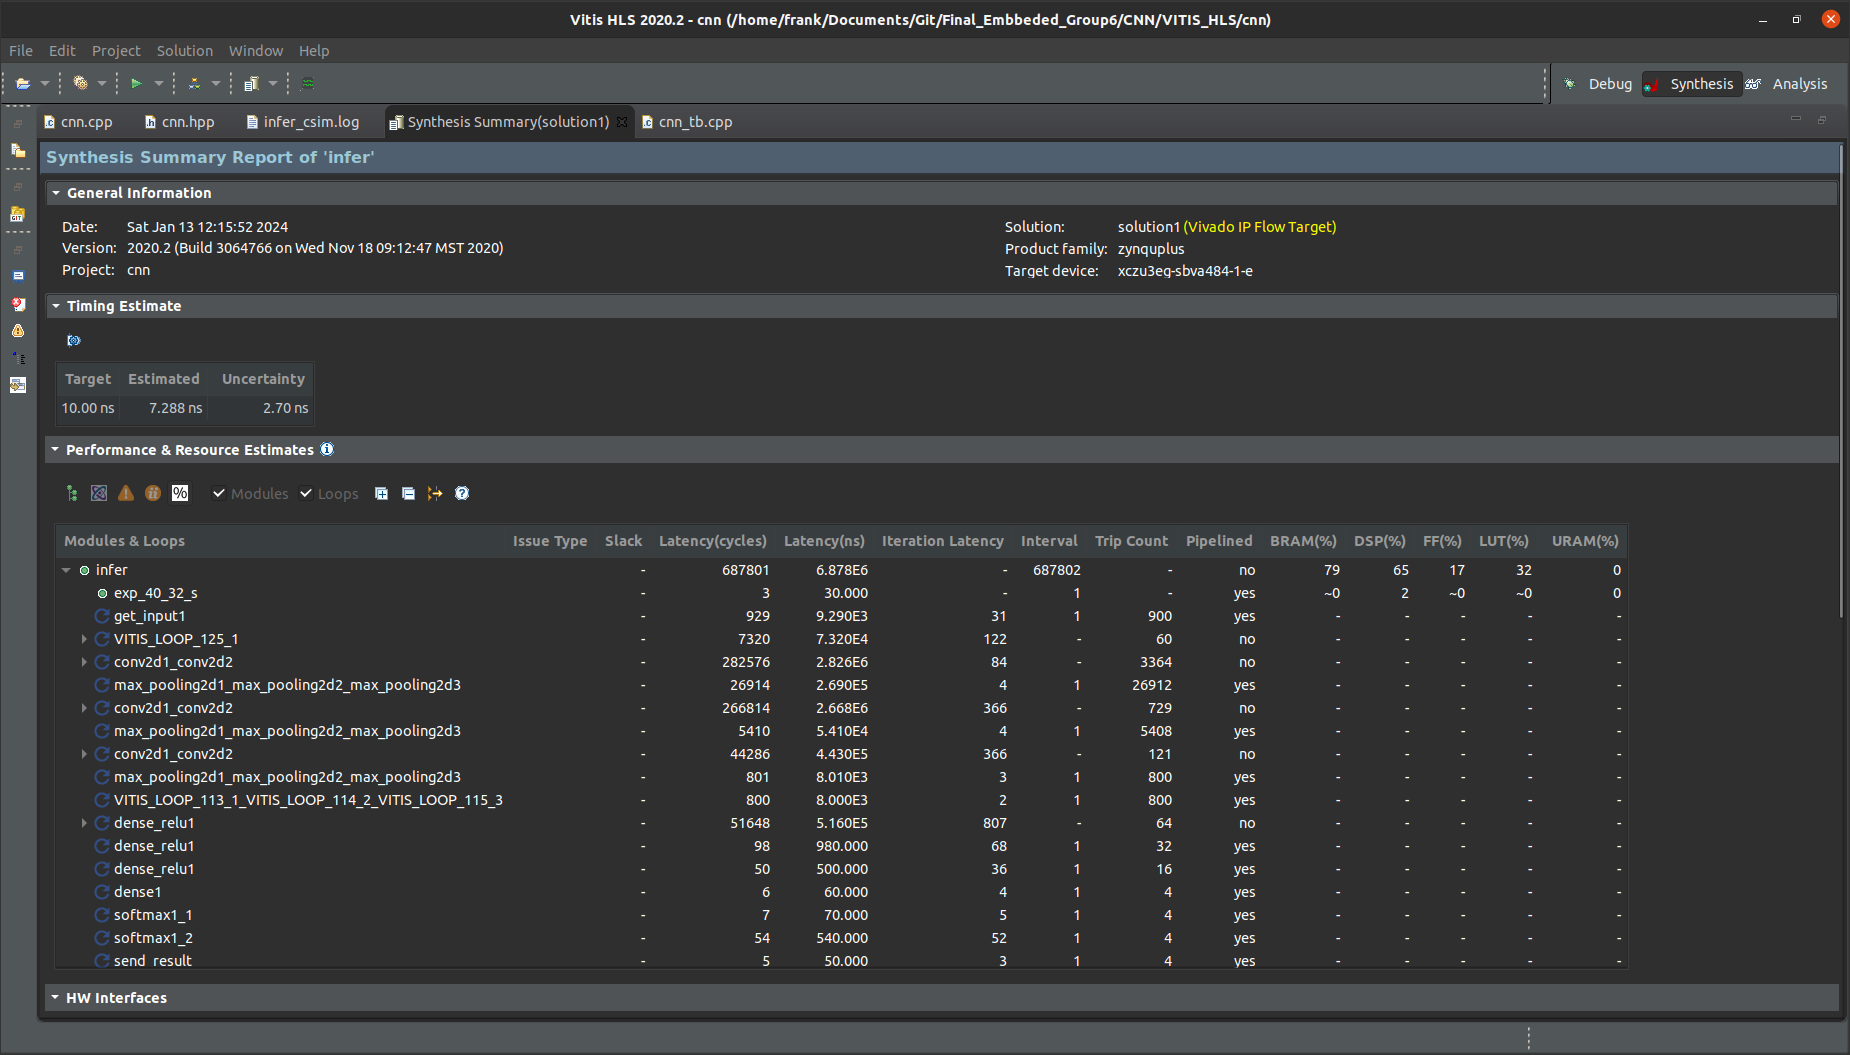 Vitis HLS 2020.2 - cnn (/home/frank/Documents/Git/Final_Embbeded_Group6/CNN/VITIS_HLS/cnn)
File Edit Project Solution Window Help
Debug Synthesis Analysis
cnn.cpp cnn.hpp infer_csim.log Synthesis Summary(solution1) cnn_tb.cpp
Synthesis Summary Report of 'infer'
General Information
Date: Sat Jan 13 12:15:52 2024 Solution: solution1 (Vivado IP Flow Target)
Version: 2020.2 (Build 3064766 on Wed Nov 18 09:12:47 MST 2020) Product family: zynquplus
Project: cnn Target device: xczu3eg-sbva484-1-e
Timing Estimate
Target Estimated Uncertainty
10.00 ns 7.288 ns 2.70 ns
Performance & Resource Estimates
% Modules Loops
Modules & Loops Issue Type Slack Latency(cycles) Latency(ns) Iteration Latency Interval Trip Count Pipelined BRAM(%) DSP(%) FF(%) LUT(%) URAM(%)
infer - 687801 6.878E6 - 687802 - no 79 65 17 32 0
exp_40_32_s - 3 30.000 - 1 - yes ~0 2 ~0 ~0 0
get_input1 - 929 9.290E3 31 1 900 yes - - - - -
VITIS_LOOP_125_1 - 7320 7.320E4 122 - 60 no - - - - -
conv2d1_conv2d2 - 282576 2.826E6 84 - 3364 no - - - - -
max_pooling2d1_max_pooling2d2_max_pooling2d3 - 26914 2.690E5 4 1 26912 yes - - - - -
conv2d1_conv2d2 - 266814 2.668E6 366 - 729 no - - - - -
max_pooling2d1_max_pooling2d2_max_pooling2d3 - 5410 5.410E4 4 1 5408 yes - - - - -
conv2d1_conv2d2 - 44286 4.430E5 366 - 121 no - - - - -
max_pooling2d1_max_pooling2d2_max_pooling2d3 - 801 8.010E3 3 1 800 yes - - - - -
VITIS_LOOP_113_1_VITIS_LOOP_114_2_VITIS_LOOP_115_3 - 800 8.000E3 2 1 800 yes - - - - -
dense_relu1 - 51648 5.160E5 807 - 64 no - - - - -
dense_relu1 - 98 980.000 68 1 32 yes - - - - -
dense_relu1 - 50 500.000 36 1 16 yes - - - - -
dense1 - 6 60.000 4 1 4 yes - - - - -
softmax1_1 - 7 70.000 5 1 4 yes - - - - -
softmax1_2 - 54 540.000 52 1 4 yes - - - - -
send_result - 5 50.000 3 1 4 yes - - - - -
HW Interfaces